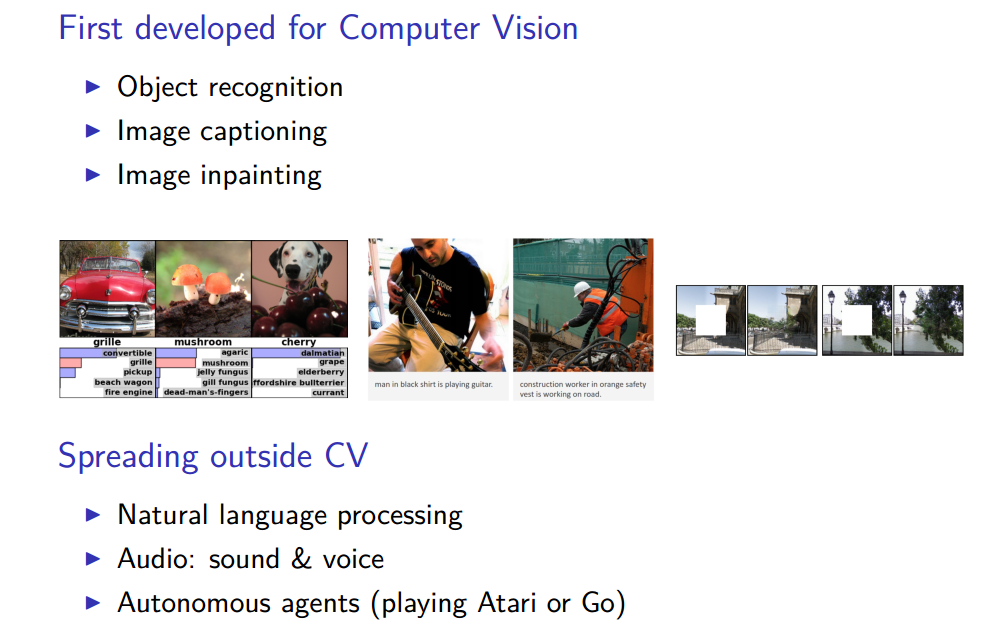 First developed for Computer Vision
▶ Object recognition
▶ Image captioning
▶ Image inpainting
grille
convertible
grille
pickup
beach wagon
fire engine
mushroom
agaric
mushroom
jelly fungus
gill fungus
dead-man's-fingers
cherry
dalmatian
grape
elderberry
ffordshire bullterrier
currant
man in black shirt is playing guitar.
construction worker in orange safety
vest is working on road.
Spreading outside CV
▶ Natural language processing
▶ Audio: sound & voice
▶ Autonomous agents (playing Atari or Go)